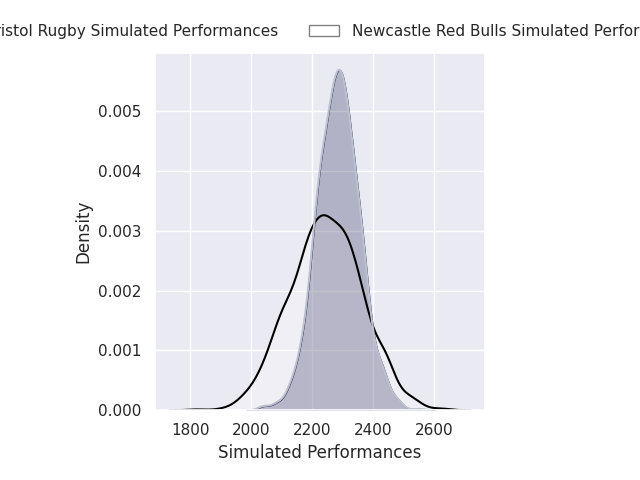 ristol Rugby Simulated Performances
Newcastle Red Bulls Simulated Perfor
0.005
0.004
0.003
0.002
0.001
0.000
Density
1800 2000 2200 2400 2600
Simulated Performances